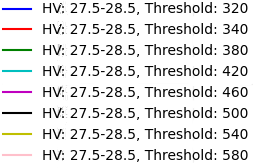 HV: 27.5-28.5, Threshold: 320
HV: 27.5-28.5, Threshold: 340
HV: 27.5-28.5, Threshold: 380
HV: 27.5-28.5, Threshold: 420
HV: 27.5-28.5, Threshold: 460
HV: 27.5-28.5, Threshold: 500
HV: 27.5-28.5, Threshold: 540
HV: 27.5-28.5, Threshold: 580